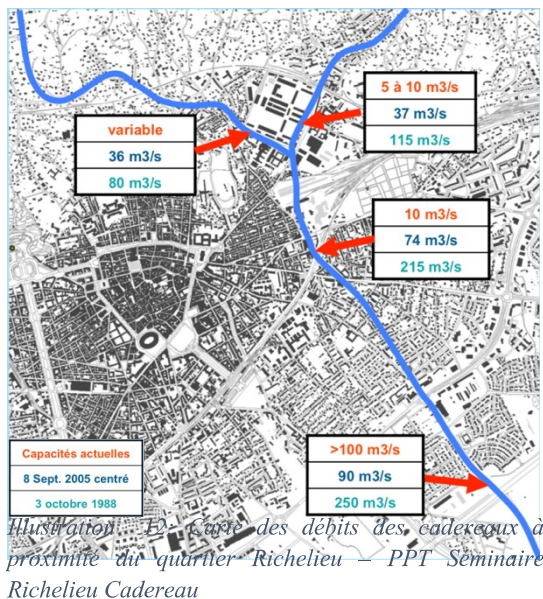 5 à 10 m3/s
37 m3/s
115 m3/s
variable
36 m3/s
80 m3/s
10 m3/s
74 m3/s
215 m3/s
>100 m3/s
90 m3/s
250 m3/s
Capacités actuelles
8 Sept. 2005 centré
3 octobre 1988
Illustration 12: Carte des débits des cadereaux à
proximité du quartier Richelieu – PPT Séminaire
Richelieu Cadereau